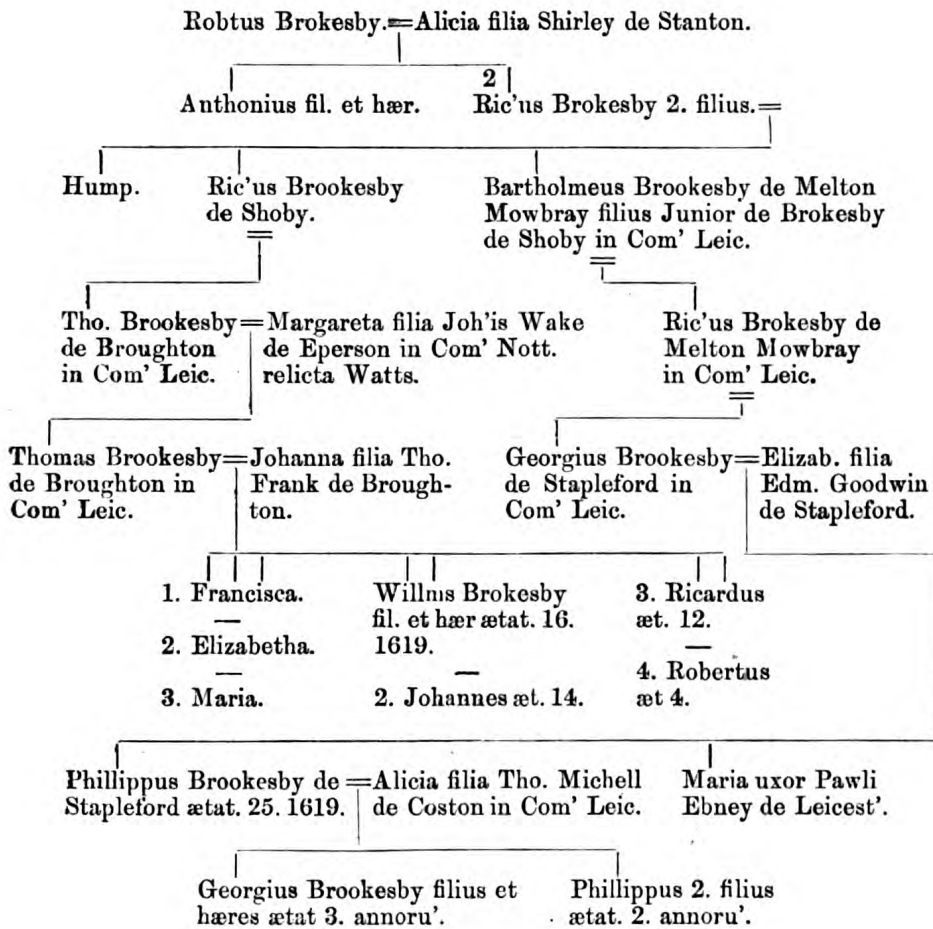 Robtus Brokesby.=Alicia filia Shirley de Stanton.
2
Anthonius fil. et hær.
Ric'us Brokesby 2. filius.=
Hump.
Ric'us Brookesby
de Shoby.
=
Bartholmeus Brookesby de Melton
Mowbray filius Junior de Brokesby
de Shoby in Com' Leic.
=
Tho. Brookesby=Margareta filia Joh'is Wake
de Broughton
in Com' Leic.
de Eperson in Com' Nott.
relicta Watts.
Ric'us Brokesby de
Melton Mowbray
in Com' Leic.
=
Thomas Brookesby=Johanna filia Tho.
de Broughton in
Com' Leic.
Frank de Brough-
ton.
Georgius Brookesby=Elizab. filia
de Stapleford in
Com' Leic.
Edm. Goodwin
de Stapleford.
1. Francisca.
—
2. Elizabetha.
—
3. Maria.
Willms Brokesby
fil. et hær ætat. 16.
1619.
—
2. Johannes æt. 14.
3. Ricardus
æt. 12.
—
4. Robertus
æt 4.
Phillippus Brookesby de =Alicia filia Tho. Michell
Stapleford ætat. 25. 1619.
de Coston in Com' Leic.
Maria uxor Pawli
Ebney de Leicest'.
Georgius Brookesby filius et
hæres ætat 3. annoru'.
Phillippus 2. filius
ætat. 2. annoru'.